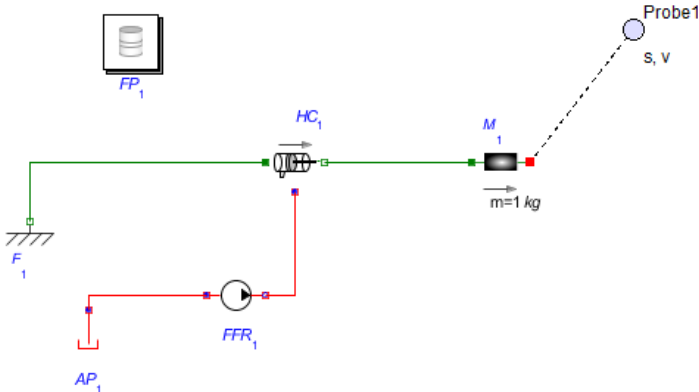 Probe1
s, v
FP1
HC1
M1
m=1 kg
F1
FFR1
AP1